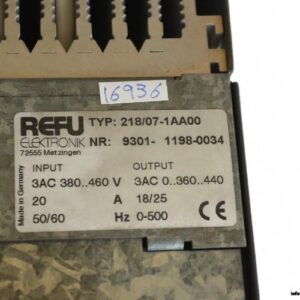 16936
REFU
ELEKTRONIK
72555 Metzingen
TYP: 218/07-1AA00
NR: 9301- 1198-0034
INPUT OUTPUT
3AC 380..460 V 3AC 0..360..440
20 A 18/25
50/60 Hz 0-500
CE
Made in Germany